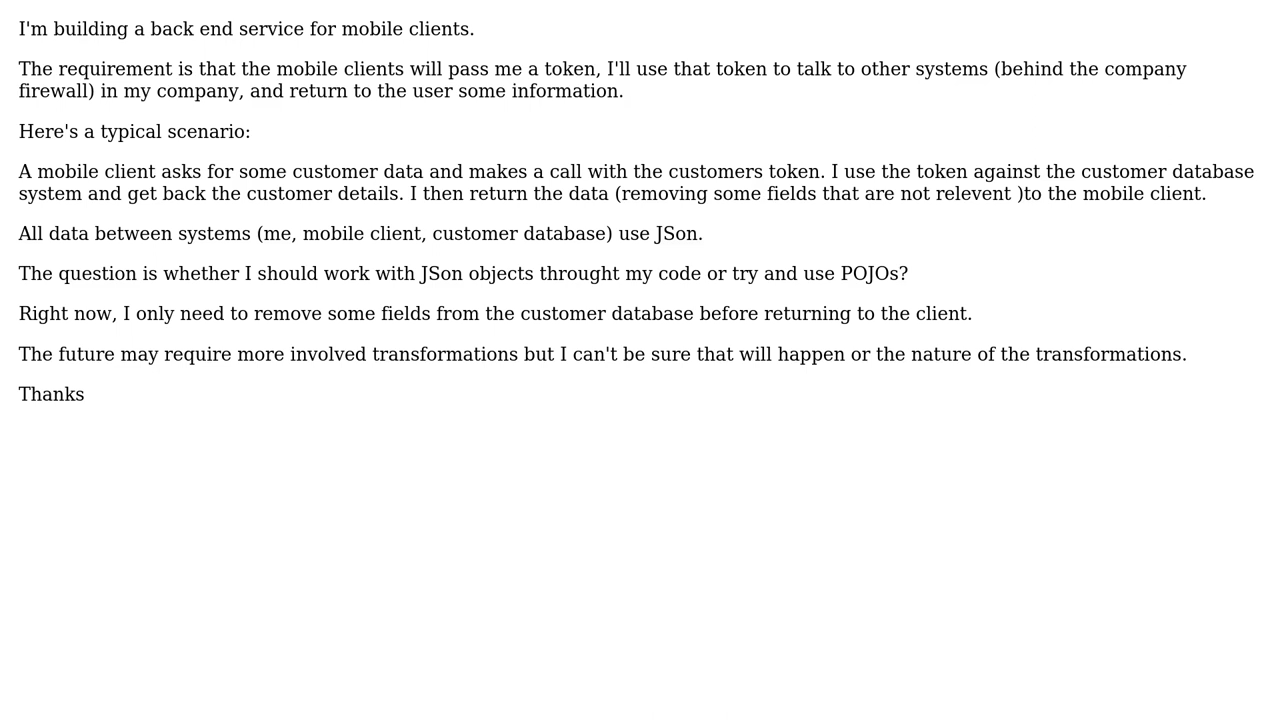 I'm building a back end service for mobile clients.
The requirement is that the mobile clients will pass me a token, I'll use that token to talk to other systems (behind the company
firewall) in my company, and return to the user some information.
Here's a typical scenario:
A mobile client asks for some customer data and makes a call with the customers token. I use the token against the customer database
system and get back the customer details. I then return the data (removing some fields that are not relevent )to the mobile client.
All data between systems (me, mobile client, customer database) use JSon.
The question is whether I should work with JSon objects throught my code or try and use POJOs?
Right now, I only need to remove some fields from the customer database before returning to the client.
The future may require more involved transformations but I can't be sure that will happen or the nature of the transformations.
Thanks